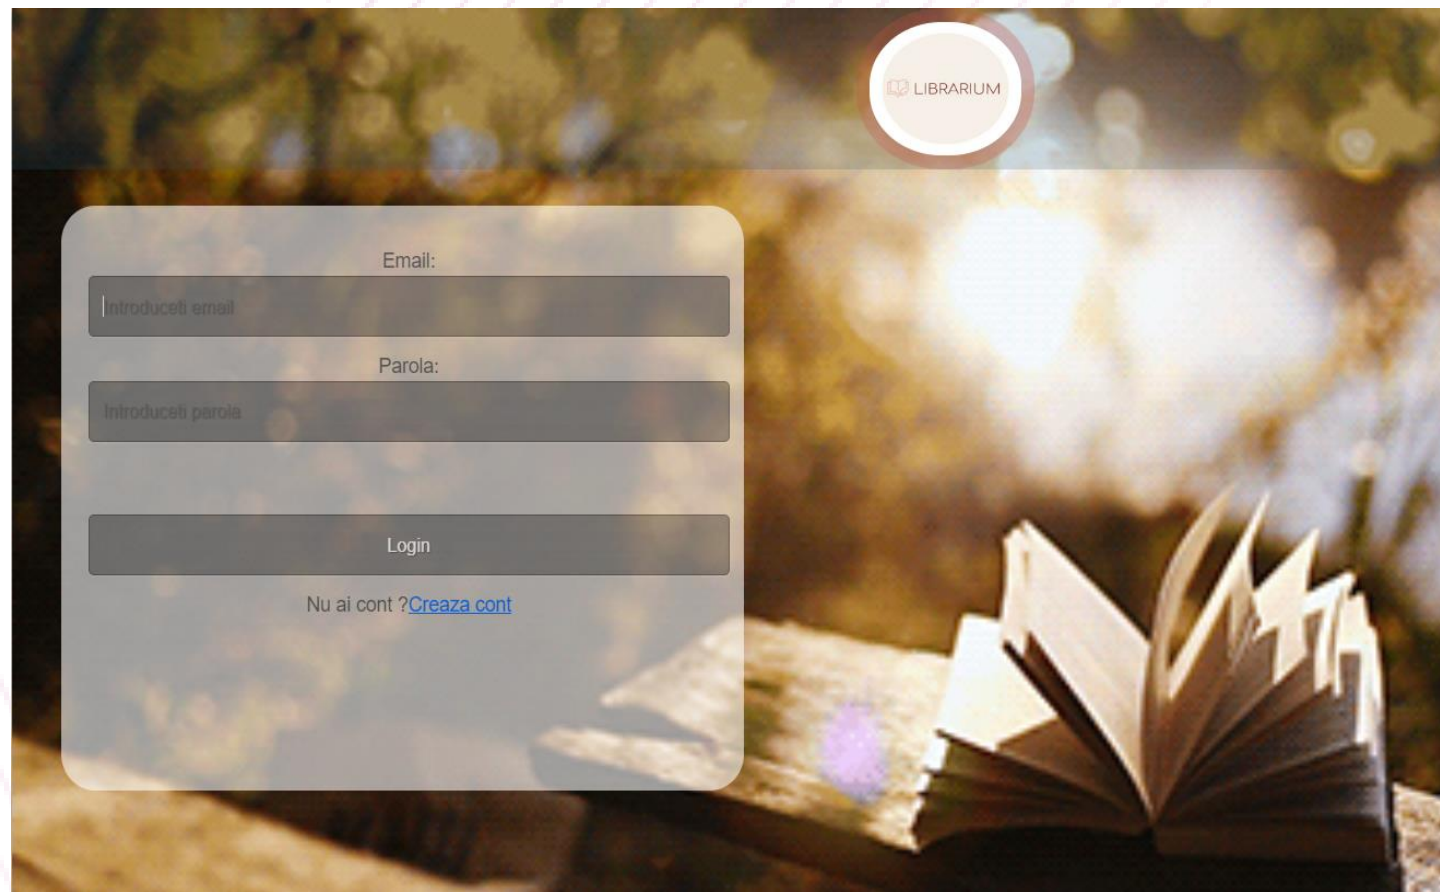 LIBRARIUM
Email:
Introduceti email
Parola:
Introduceti parola
Login
Nu ai cont ?Creaza cont